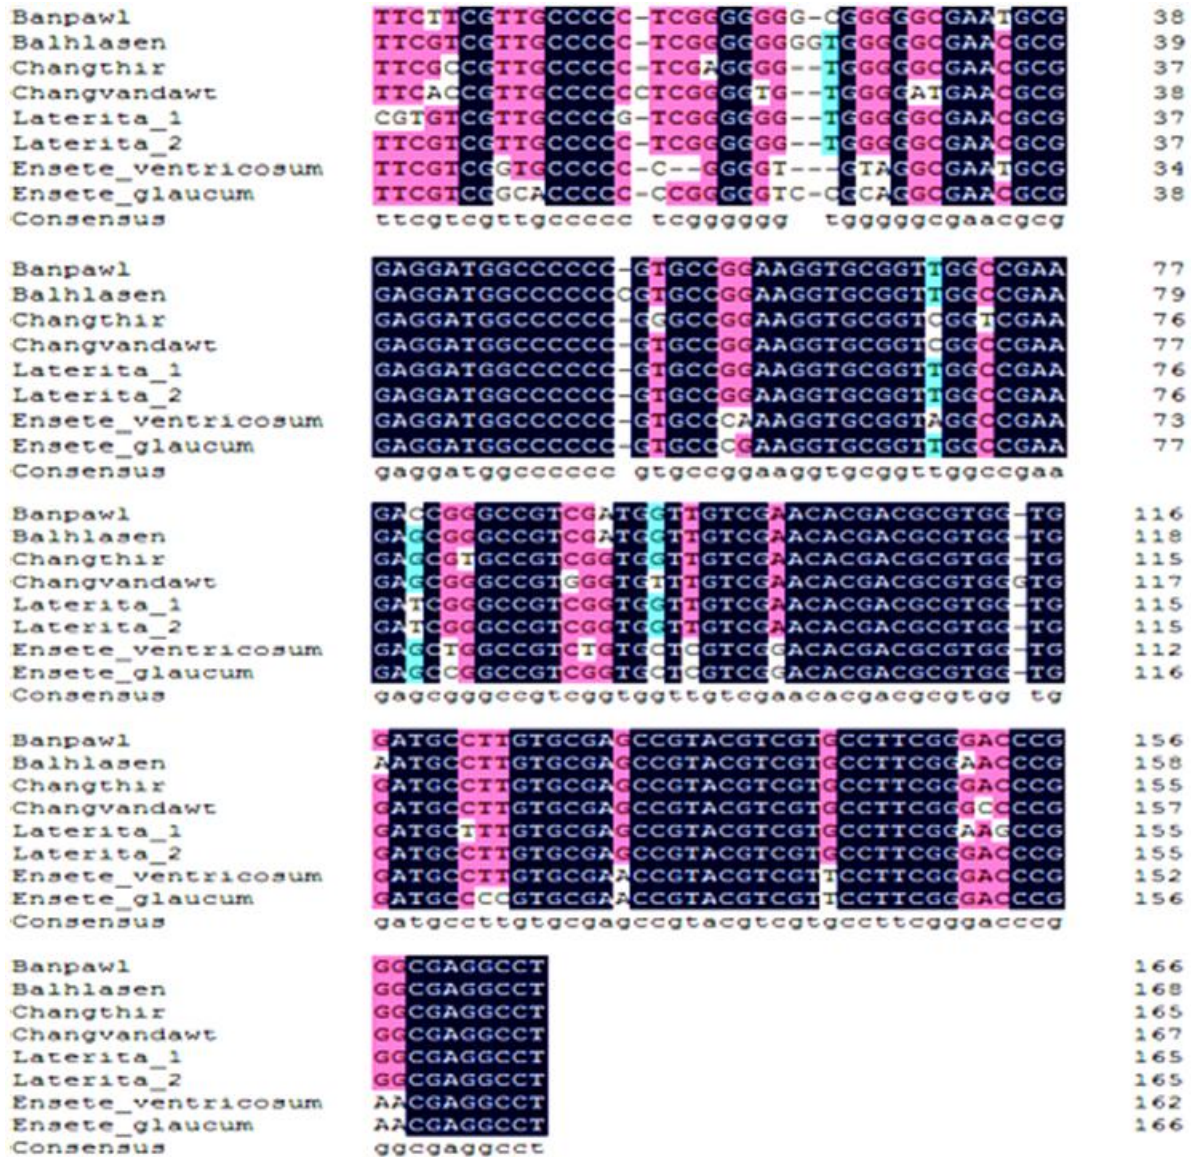 Banpawl TTCTTCGTTGCCCCC-TCGGGGGGG-CGGGGGCGAATGCG 38
Balhlasen TTCGTCGTTGCCCCC-TCGGGGGGGGTGGGGGCGAACGCG 39
Changthir TTCGCCGTTGCCCCC-TCGAGGGG--TGGGGGCGAACGCG 37
Changvandawt TTCACCGTTGCCCCCCTCGGGGTG--TGGGGATGAACGCG 38
Laterita_1 CGTGTCGTTGCCCCG-TCGGGGGG--TGGGGGCGAACGCG 37
Laterita_2 TTCGTCGTTGCCCCC-TCGGGGGG--TGGGGGCGAACGCG 37
Ensete_ventricosum TTCGTCGGTGCCCCC-C--GGGGT---GTAGGCGAATGCG 34
Ensete_glaucum TTCGTCGGCACCCCC-CCGGGGGTC-CGCAGGCGAACGCG 38
Consensus ttcgtcgttgccccc tcgggggg  tgggggcgaacgcg
Banpawl GAGGATGGCCCCCC-GTGCCGGAAGGTGCGGTTGGCCGAA 77
Balhlasen GAGGATGGCCCCCCCGTGCCGGAAGGTGCGGTTGGCCGAA 79
Changthir GAGGATGGCCCCCC-GGGCCGGAAGGTGCGGTCGGTCGAA 76
Changvandawt GAGGATGGCCCCCC-GTGCCGGAAGGTGCGGTCGGCCGAA 77
Laterita_1 GAGGATGGCCCCCC-GTGCCGGAAGGTGCGGTTGGCCGAA 76
Laterita_2 GAGGATGGCCCCCC-GTGCCGGAAGGTGCGGTTGGCCGAA 76
Ensete_ventricosum GAGGATGGCCCCCC-GTGCCCAAAGGTGCGGTAGGCCGAA 73
Ensete_glaucum GAGGATGGCCCCCC-GTGCCCGAAGGTGCGGTTGGCCGAA 77
Consensus gaggatggcccccc gtgccggaaggtgcggttggccgaa
Banpawl GACCGGGCCGTCGATGGTTGTCGAACACGACGCGTGG-TG 116
Balhlasen GAGCGGGCCGTCGATGGTTGTCGAACACGACGCGTGG-TG 118
Changthir GAGCGTGCCGTCGGTGGTTGTCGAACACGACGCGTGG-TG 115
Changvandawt GAGCGGGCCGTGGGTGTTTGTCGAACACGACGCGTGGGTG 117
Laterita_1 GATCGGGCCGTCGGTGGTTGTCGAACACGACGCGTGG-TG 115
Laterita_2 GATCGGGCCGTCGGTGGTTGTCGAACACGACGCGTGG-TG 115
Ensete_ventricosum GAGCTGGCCGTCTGTGCTCGTCGGACACGACGCGTGG-TG 112
Ensete_glaucum GAGCCGGCCGTCGGTGCTCGTCGGACACGACGCGTGG-TG 116
Consensus gagcgggccgtcggtggttgtcgaacacgacgcgtgg tg
Banpawl GATGCCTTGTGCGAGCCGTACGTCGTGCCTTCGGGACCCG 156
Balhlasen AATGCCTTGTGCGAGCCGTACGTCGTGCCTTCGGAACCCG 158
Changthir GATGCCTTGTGCGAGCCGTACGTCGTGCCTTCGGGACCCG 155
Changvandawt GATGCCTTGTGCGAGCCGTACGTCGTGCCTTCGGGCCCCG 157
Laterita_1 GATGCTTTGTGCGAGCCGTACGTCGTGCCTTCGGAAGCCG 155
Laterita_2 GATGCCTTGTGCGAGCCGTACGTCGTGCCTTCGGGACCCG 155
Ensete_ventricosum GATGCCTTGTGCGAACCGTACGTCGTTCCTTCGGGACCCG 152
Ensete_glaucum GATGCCCCGTGCGAACCGTACGTCGTTCCTTCGGGACCCG 156
Consensus gatgccttgtgcgagccgtacgtcgtgccttcgggacccg
Banpawl GGCGAGGCCT 166
Balhlasen GGCGAGGCCT 168
Changthir GGCGAGGCCT 165
Changvandawt GGCGAGGCCT 167
Laterita_1 GGCGAGGCCT 165
Laterita_2 GGCGAGGCCT 165
Ensete_ventricosum AACGAGGCCT 162
Ensete_glaucum AACGAGGCCT 166
Consensus ggcgaggcct